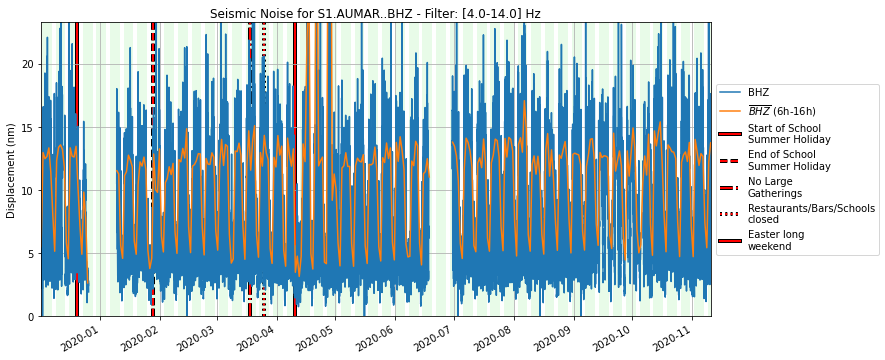 Seismic Noise for S1.AUMAR..BHZ - Filter: [4.0-14.0] Hz
Displacement (nm)
20
15
10
5
0
2020-01
2020-02
2020-03
2020-04
2020-05
2020-06
2020-07
2020-08
2020-09
2020-10
2020-11
BHZ
BHZ (6h-16h)
Start of School
Summer Holiday
End of School
Summer Holiday
No Large
Gatherings
Restaurants/Bars/Schools
closed
Easter long
weekend